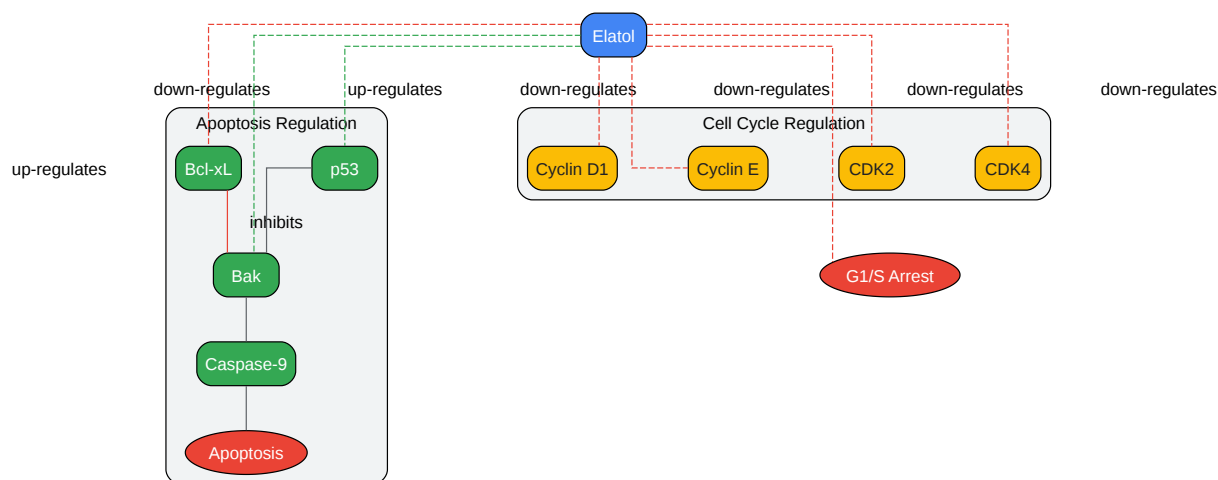 Elatol
down-regulates
up-regulates
down-regulates
down-regulates
down-regulates
down-regulates
Apoptosis Regulation
Cell Cycle Regulation
up-regulates
Bcl-xL
p53
Cyclin D1
Cyclin E
CDK2
CDK4
inhibits
Bak
G1/S Arrest
Caspase-9
Apoptosis